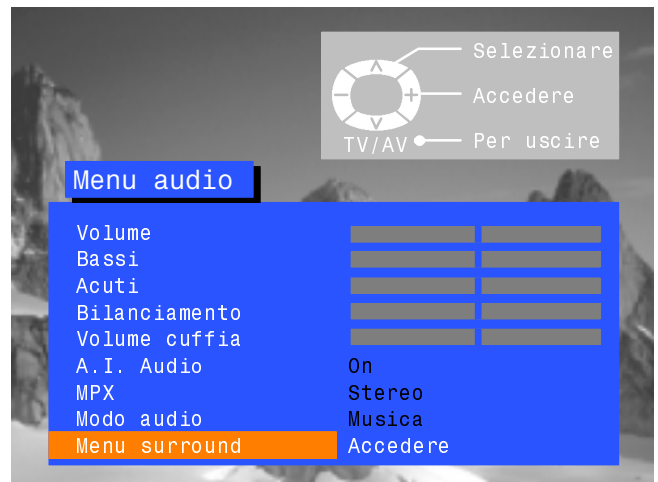 Selezionare
Accedere
TV/AV Per uscire
Menu audio
Volume
Bassi
Acuti
Bilanciamento
Volume cuffia
A.I. Audio On
MPX Stereo
Modo audio Musica
Menu surround Accedere